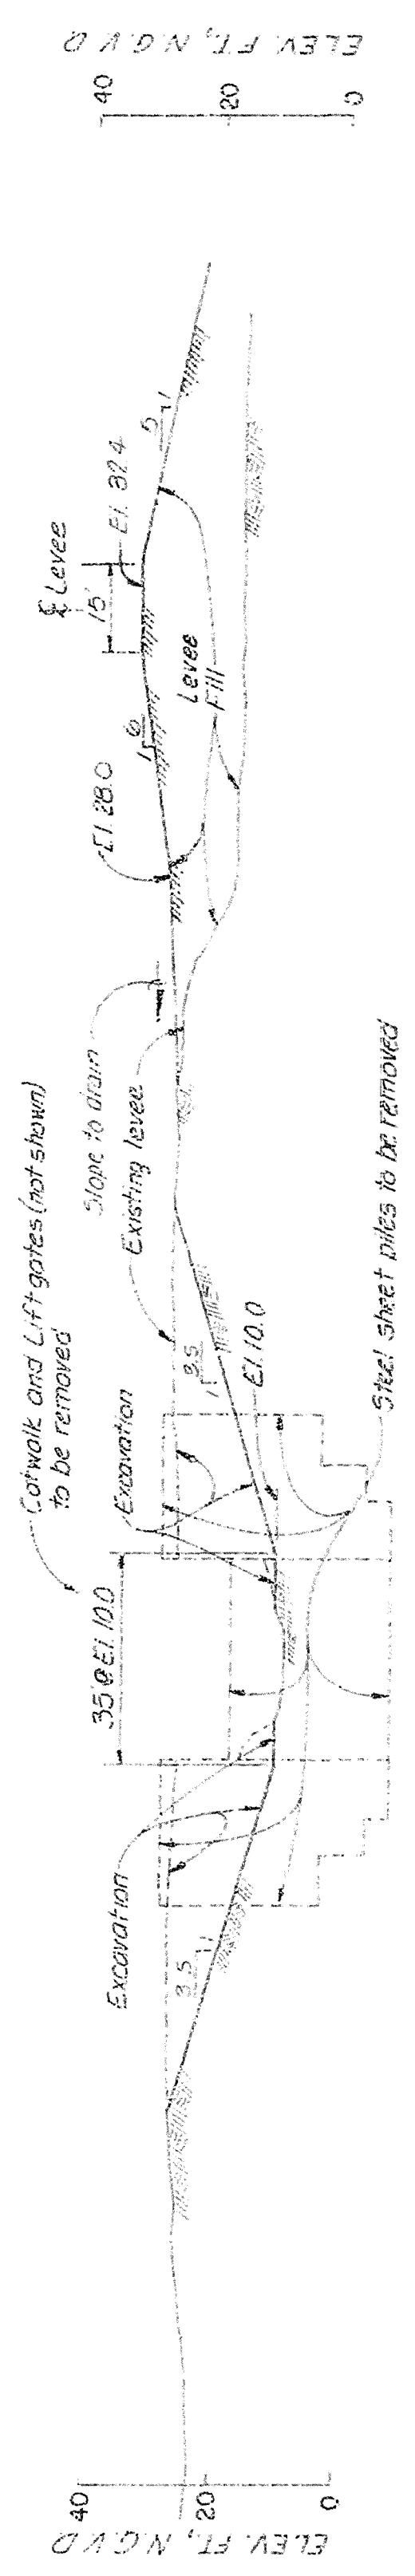 Catwalk and Lift gates (not shown)
to be removed
35' @ El. 10.0
Excavation
Excavation
Slope to drain
Existing levee
El. 28.0
℄ Levee
15'
El. 32.4
6
1
5
1
Levee
Fill
3.5
1
3.5
1
El. 10.0
Steel sheet piles to be removed
40
20
0
ELEV. FT., N.G.V.D
40
20
0
ELEV. FT., N.G.V.D